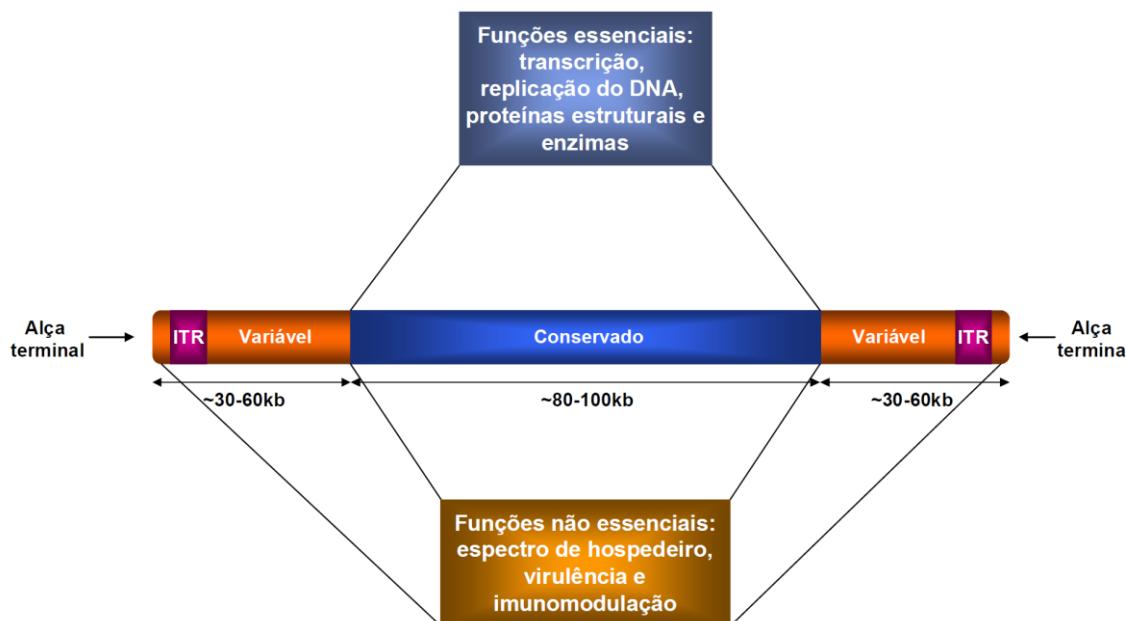 Funções essenciais:
transcrição,
replicação do DNA,
proteínas estruturais e
enzimas
Alça
terminal
ITR
Variável
Conservado
Variável
ITR
Alça
termina
~30-60kb
~80-100kb
~30-60kb
Funções não essenciais:
espectro de hospedeiro,
virulência e
imunomodulação